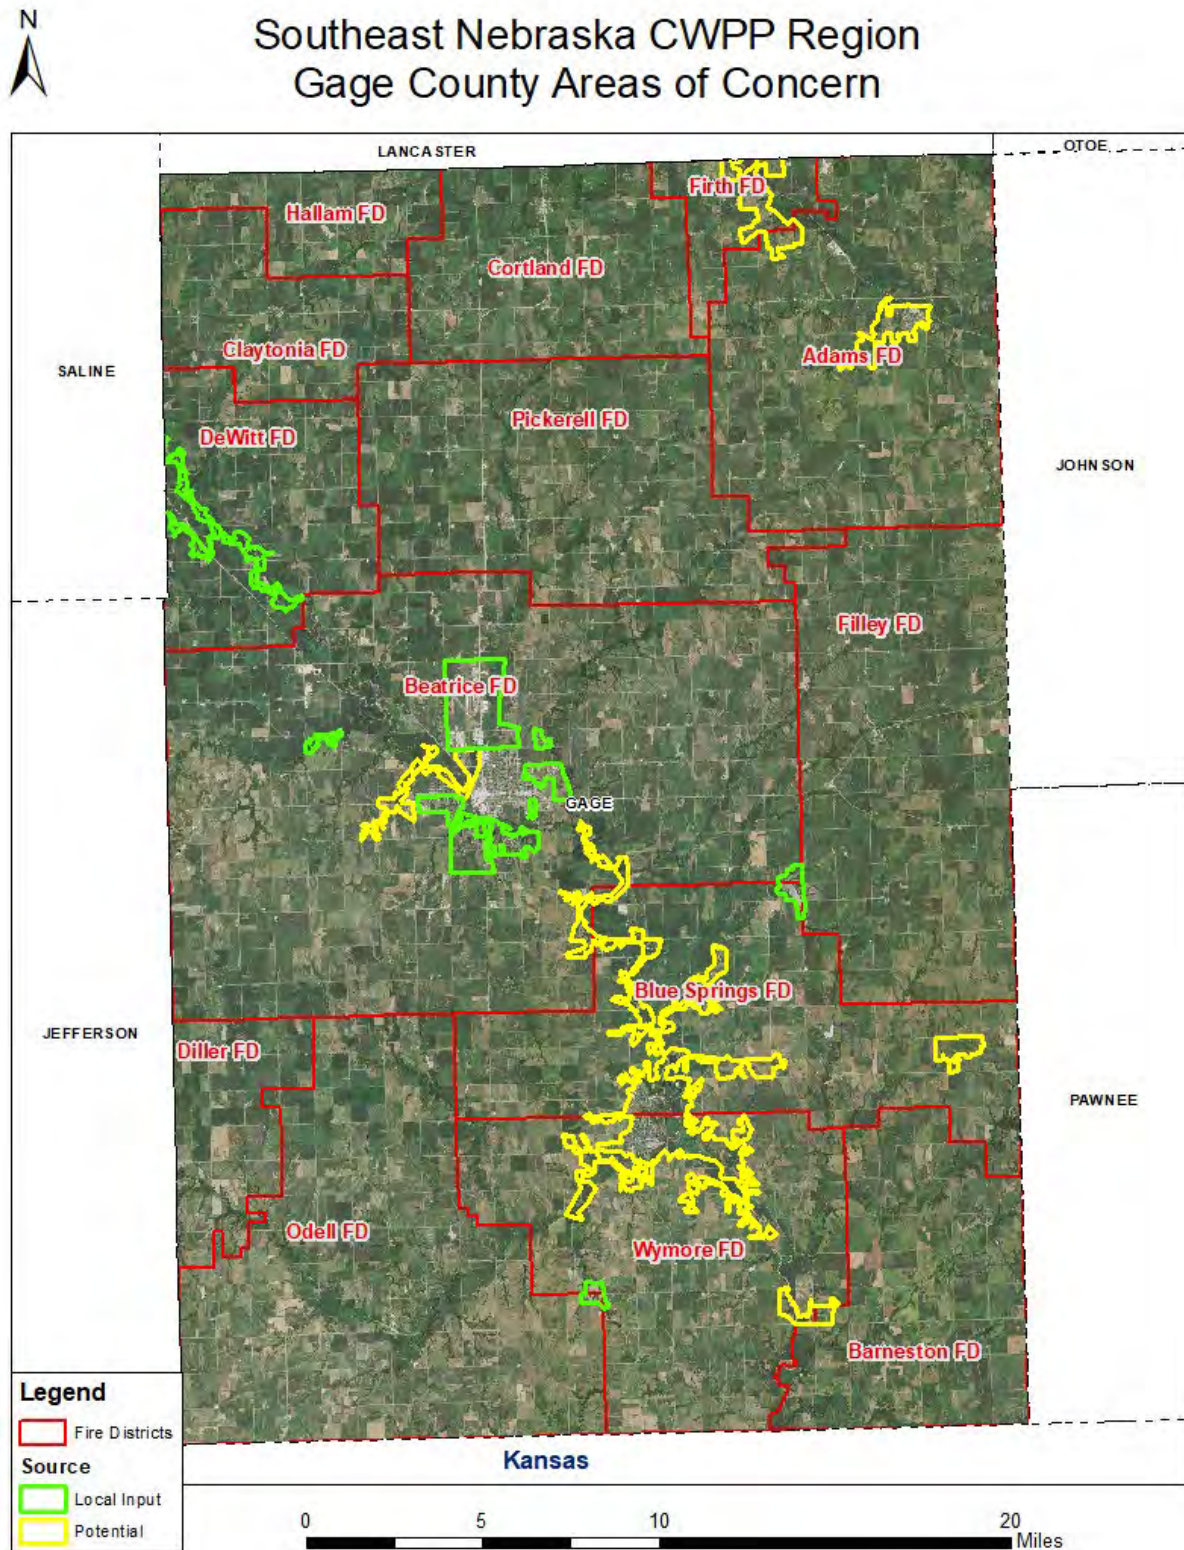 N
Southeast Nebraska CWPP Region
Gage County Areas of Concern
LANCASTER
OTOE
Firth FD
Hallam FD
Cortland FD
Claytonia FD
Adams FD
SALINE
Pickerell FD
DeWitt FD
JOHNSON
Filley FD
Beatrice FD
GAGE
Blue Springs FD
JEFFERSON
Diller FD
PAWNEE
Odell FD
Wymore FD
Barneston FD
Legend
Fire Districts
Source
Local Input
Potential
Kansas
0 5 10 20
Miles